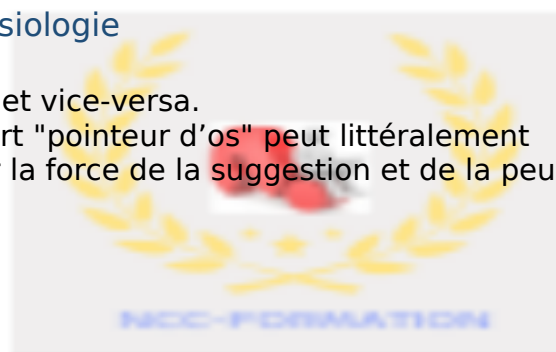 siologie
et vice-versa.
rt "pointeur d’os" peut littéralement
la force de la suggestion et de la peu
NCC-FORMATION